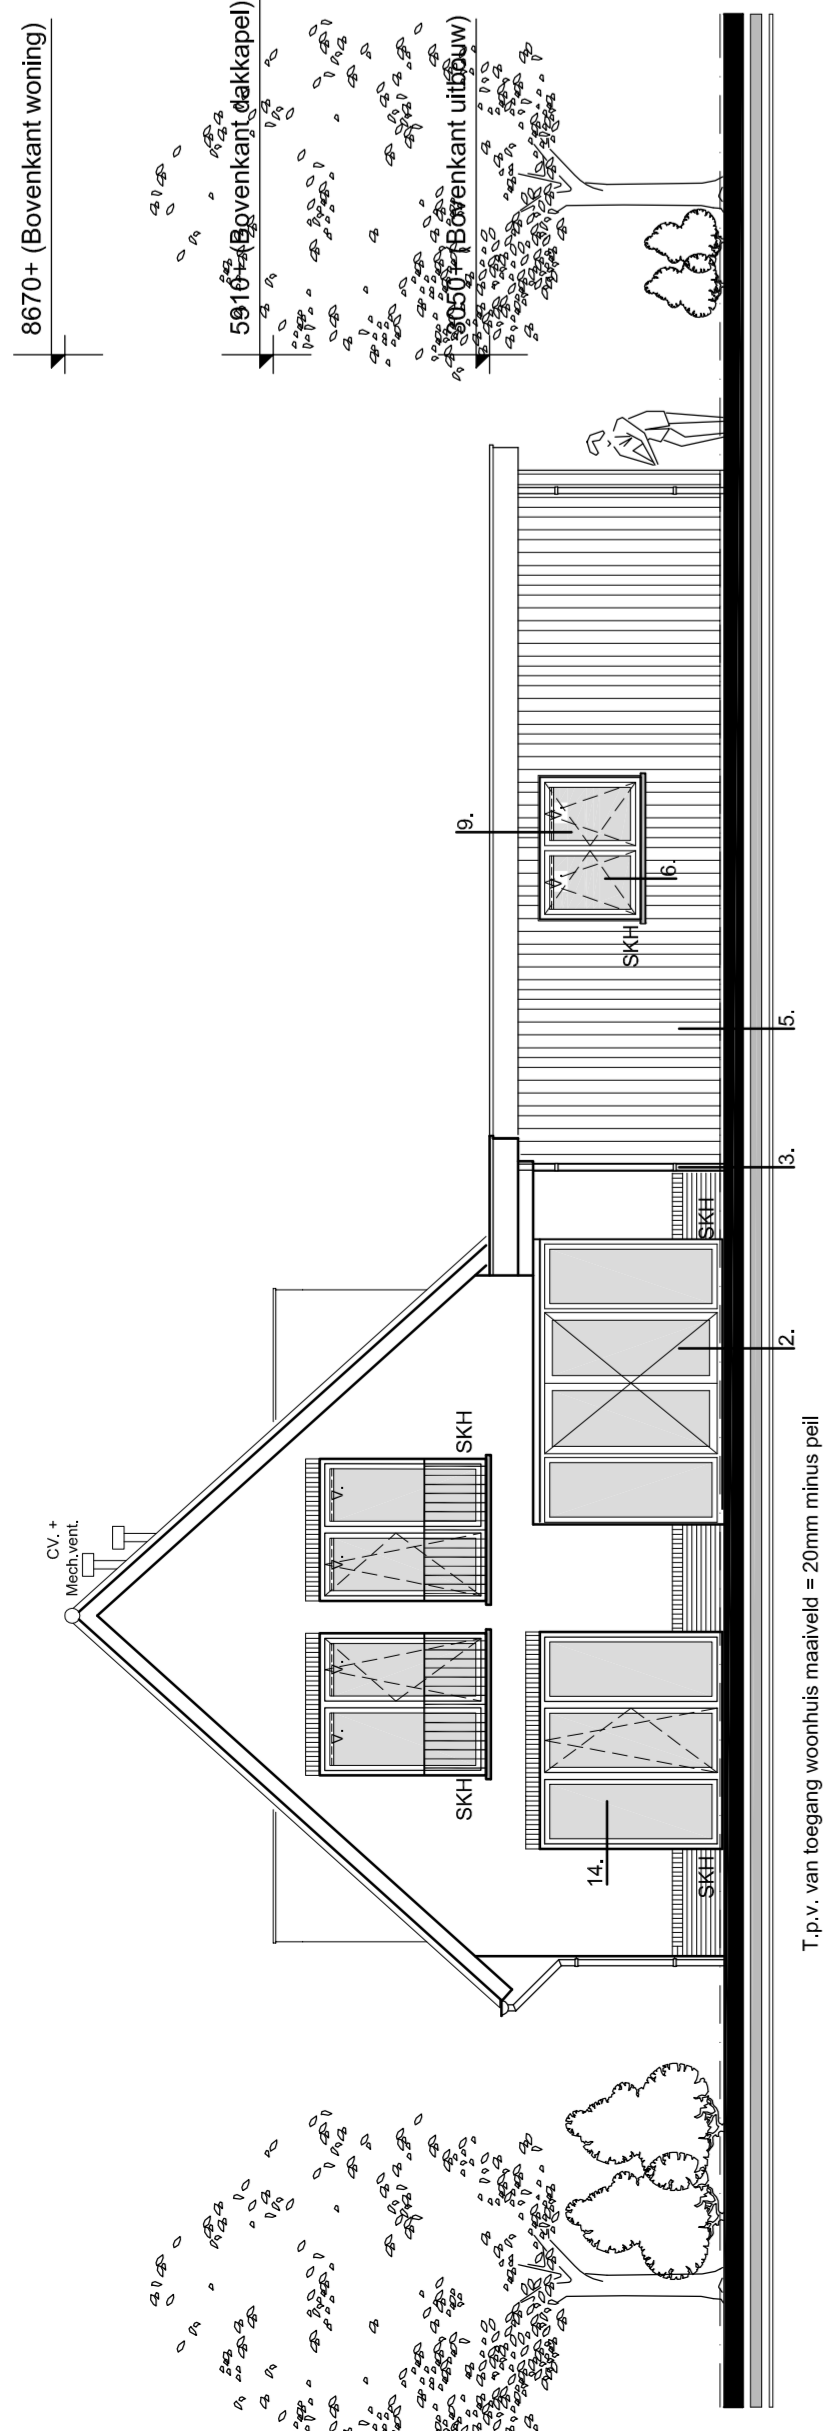 8670+ (Bovenkant woning)
5910+ (Bovenkant dakkapel)
3050+ (Bovenkant uitbouw)
CV. +
Mech.vent.
SKH
SKH
V.
V.
V.
V.
9.
6.
SKH
14.
SKH
SKH
2.
3.
5.
T.p.v. van toegang woonhuis maaiveld = 20mm minus peil